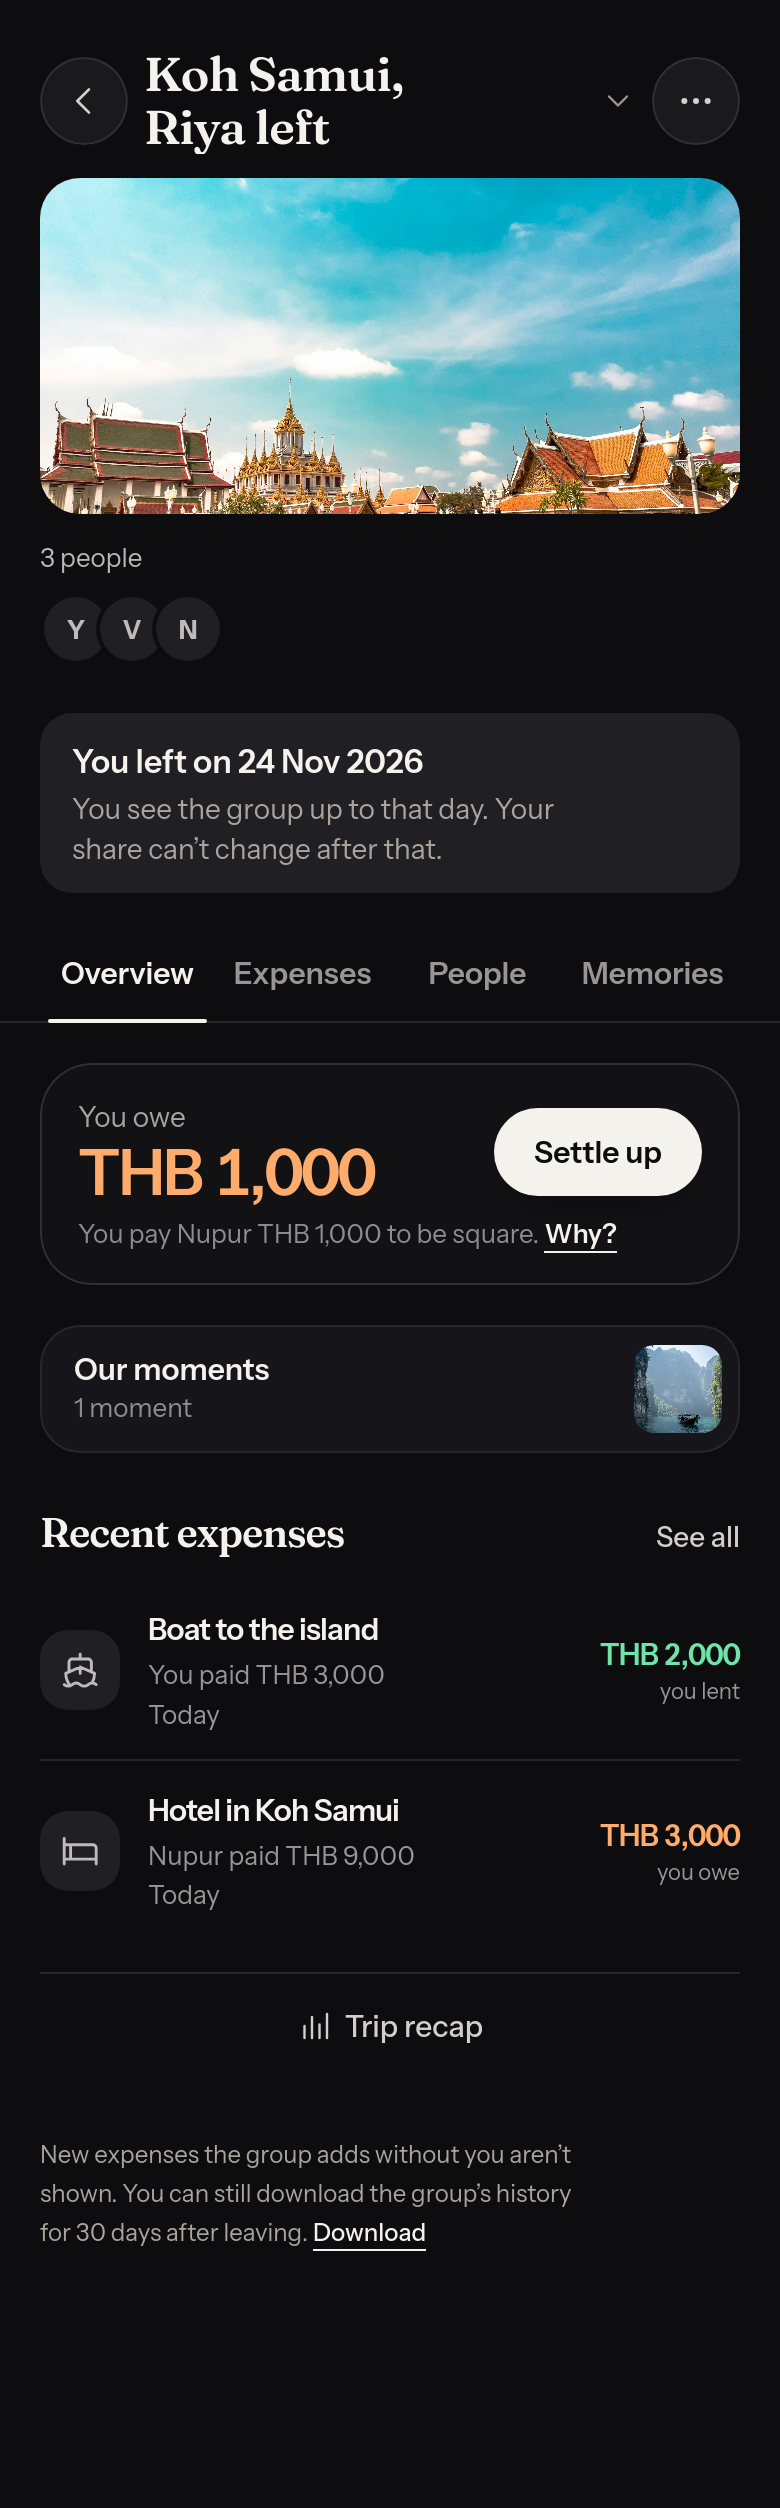 Koh Samui,
Riya left
3 people
Y V N
You left on 24 Nov 2026
You see the group up to that day. Your
share can’t change after that.
Overview Expenses People Memories
You owe
THB 1,000
Settle up
You pay Nupur THB 1,000 to be square. Why?
Our moments
1 moment
Recent expenses
See all
Boat to the island
You paid THB 3,000
Today
THB 2,000
you lent
Hotel in Koh Samui
Nupur paid THB 9,000
Today
THB 3,000
you owe
Trip recap
New expenses the group adds without you aren’t
shown. You can still download the group’s history
for 30 days after leaving. Download